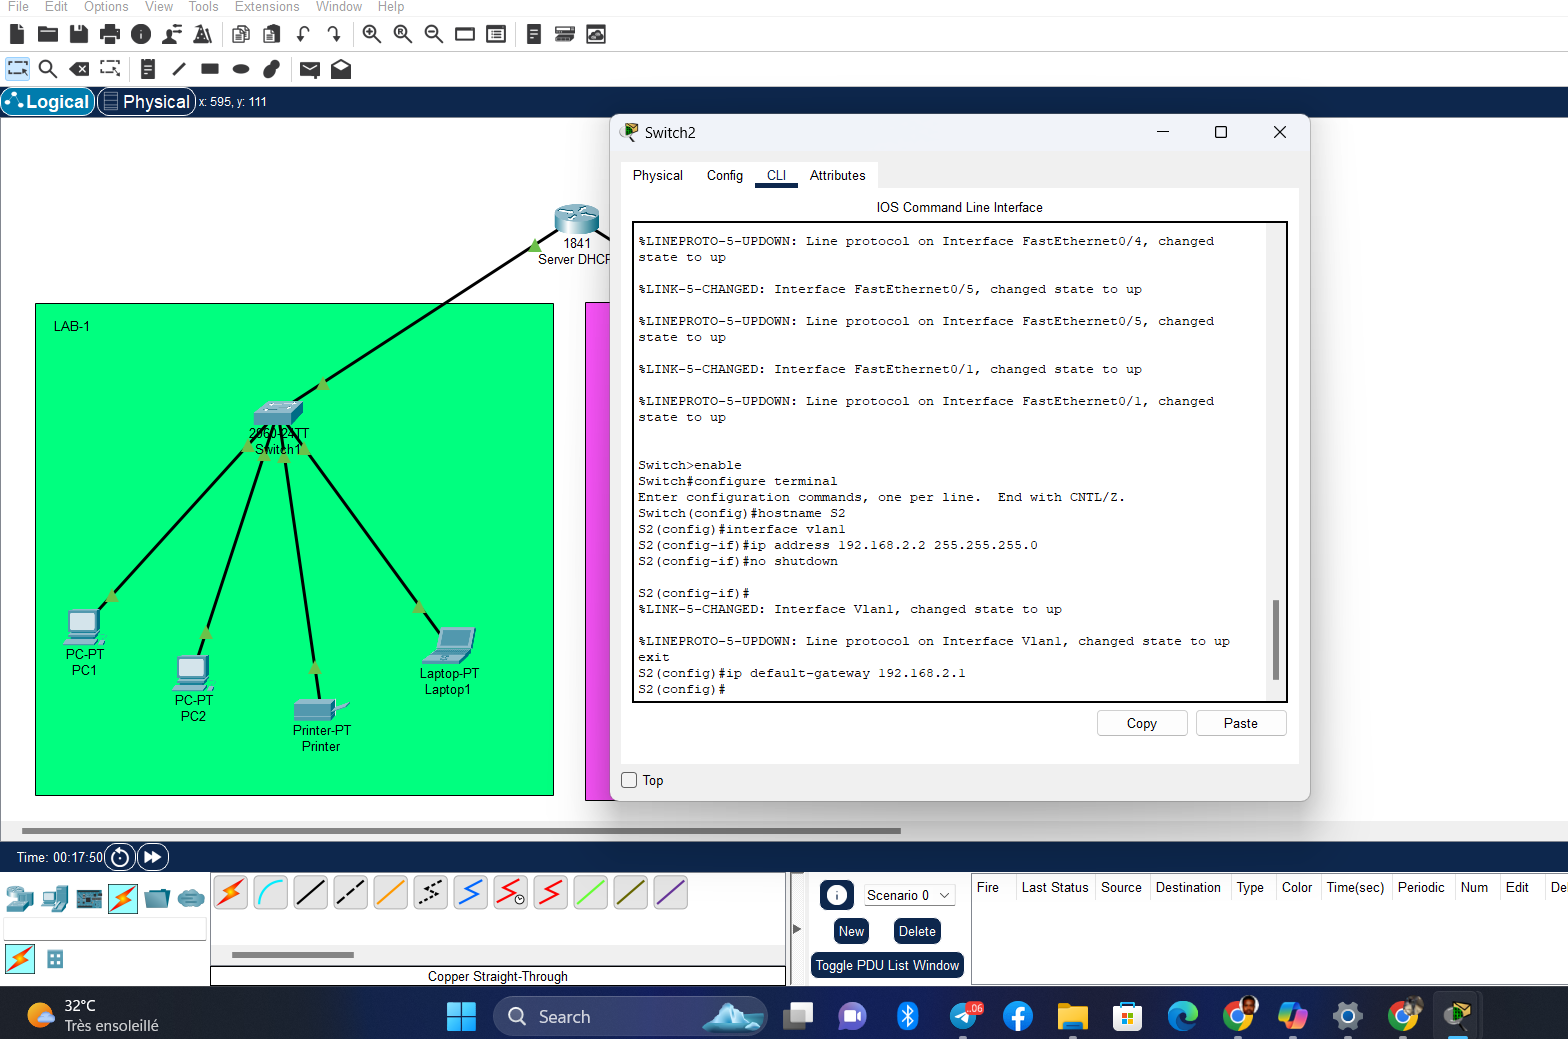 File Edit Options View Tools Extensions Window Help
Logical Physical x: 595, y: 111
Switch2
Physical Config CLI Attributes
IOS Command Line Interface
%LINEPROTO-5-UPDOWN: Line protocol on Interface FastEthernet0/4, changed
state to up
%LINK-5-CHANGED: Interface FastEthernet0/5, changed state to up
%LINEPROTO-5-UPDOWN: Line protocol on Interface FastEthernet0/5, changed
state to up
%LINK-5-CHANGED: Interface FastEthernet0/1, changed state to up
%LINEPROTO-5-UPDOWN: Line protocol on Interface FastEthernet0/1, changed
state to up
Switch>enable
Switch#configure terminal
Enter configuration commands, one per line.  End with CNTL/Z.
Switch(config)#hostname S2
S2(config)#interface vlan1
S2(config-if)#ip address 192.168.2.2 255.255.255.0
S2(config-if)#no shutdown
S2(config-if)#
%LINK-5-CHANGED: Interface Vlan1, changed state to up
%LINEPROTO-5-UPDOWN: Line protocol on Interface Vlan1, changed state to up
exit
S2(config)#ip default-gateway 192.168.2.1
S2(config)#
Copy Paste
Top
1841
Server DHCP
LAB-1
2960-24TT
Switch1
PC-PT
PC1
PC-PT
PC2
Printer-PT
Printer
Laptop-PT
Laptop1
Time: 00:17:50
Copper Straight-Through
Scenario 0
New Delete
Toggle PDU List Window
Fire Last Status Source Destination Type Color Time(sec) Periodic Num Edit De
32°C
Très ensoleillé
Search
..06